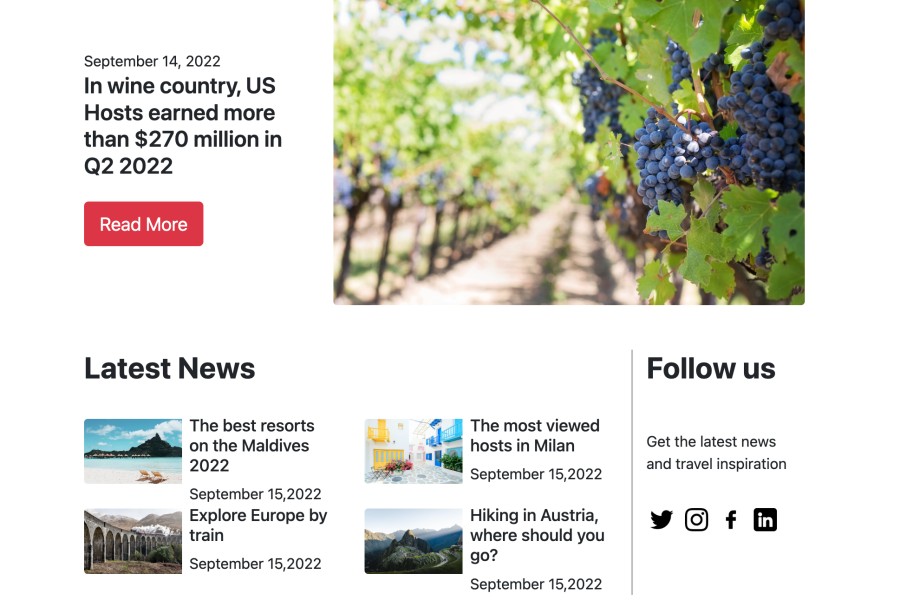 September 14, 2022
In wine country, US
Hosts earned more
than $270 million in
Q2 2022
Read More
Latest News
The best resorts
on the Maldives
2022
September 15,2022
The most viewed
hosts in Milan
September 15,2022
Explore Europe by
train
September 15,2022
Hiking in Austria,
where should you
go?
September 15,2022
Follow us
Get the latest news
and travel inspiration